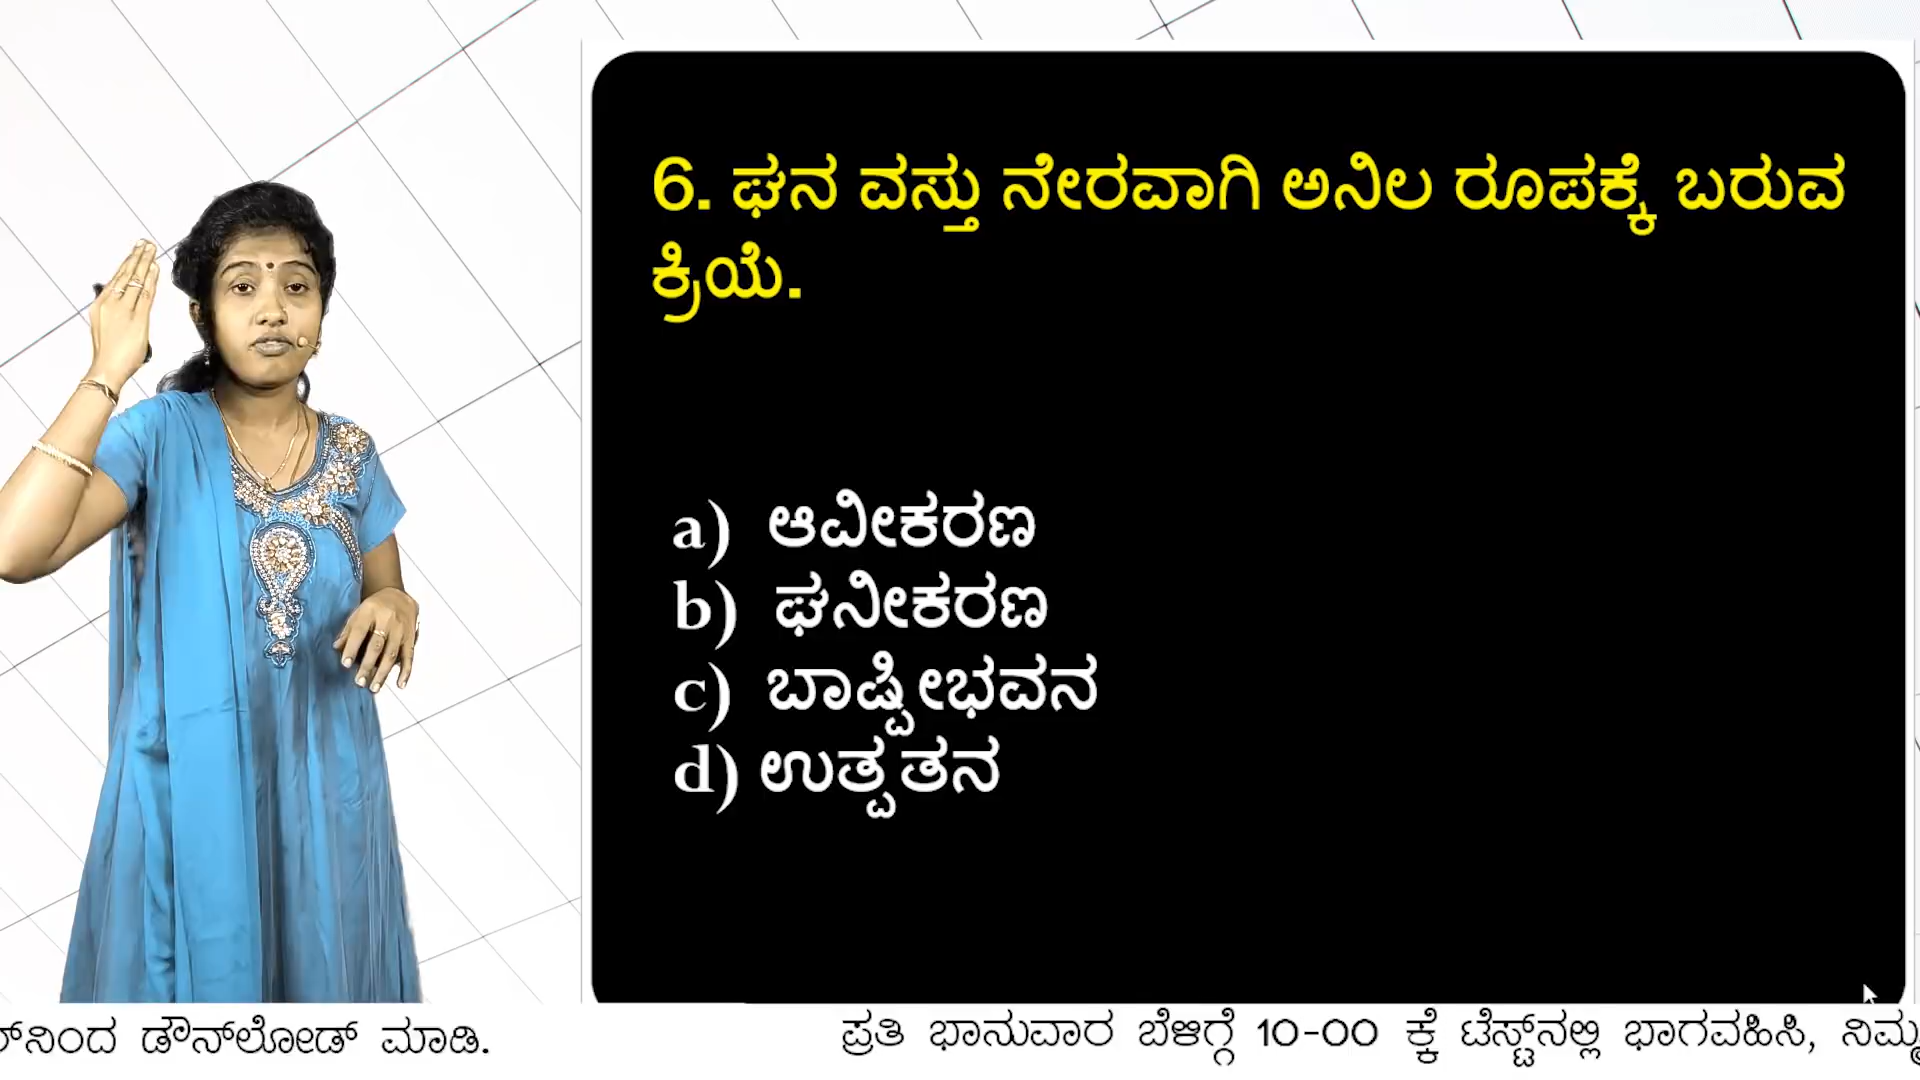 6. ಘನ ವಸ್ತು ನೇರವಾಗಿ ಅನಿಲ ರೂಪಕ್ಕೆ ಬರುವ
ಕ್ರಿಯೆ.
a) ಆವೀಕರಣ
b) ಘನೀಕರಣ
c) ಬಾಷ್ಪೀಭವನ
d) ಉತ್ಪತನ
ಡೌನ್‌ಲೋಡ್ ಮಾಡಿ. ಪ್ರತಿ ಭಾನುವಾರ ಬೆಳಿಗ್ಗೆ 10-00 ಕ್ಕೆ ಟೆಸ್ಟ್‌ನಲ್ಲಿ ಭಾಗವಹಿಸಿ,